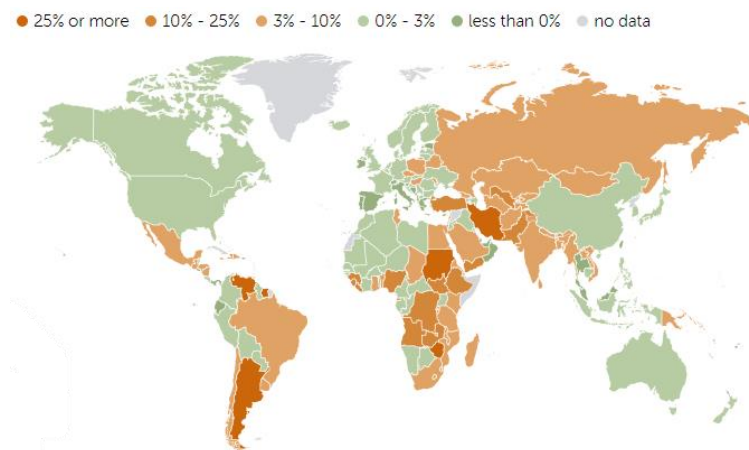 25% or more 10% - 25% 3% - 10% 0% - 3% less than 0% no data